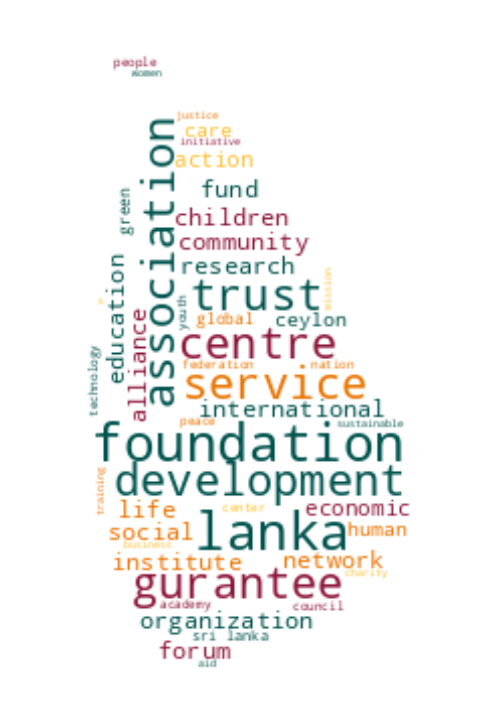 people
women
justice
care
initiative
action
association
green
fund
children
community
education
research
mission
trust
youth
global
ceylon
alliance
centre
technology
federation
nation
service
international
peace
sustainable
foundation
development
training
life
center
economic
lanka
social
human
business
institute
network
charity
gurantee
academy
council
organization
sri lanka
forum
aid